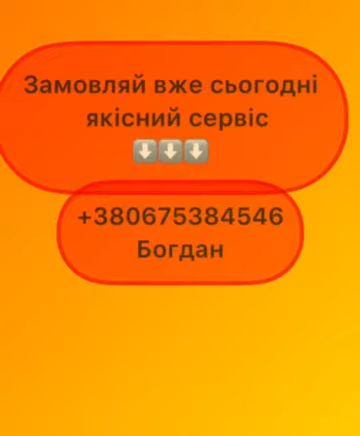 Замовляй вже сьогодні
якісний сервіс
⬇️⬇️⬇️
+380675384546
Богдан